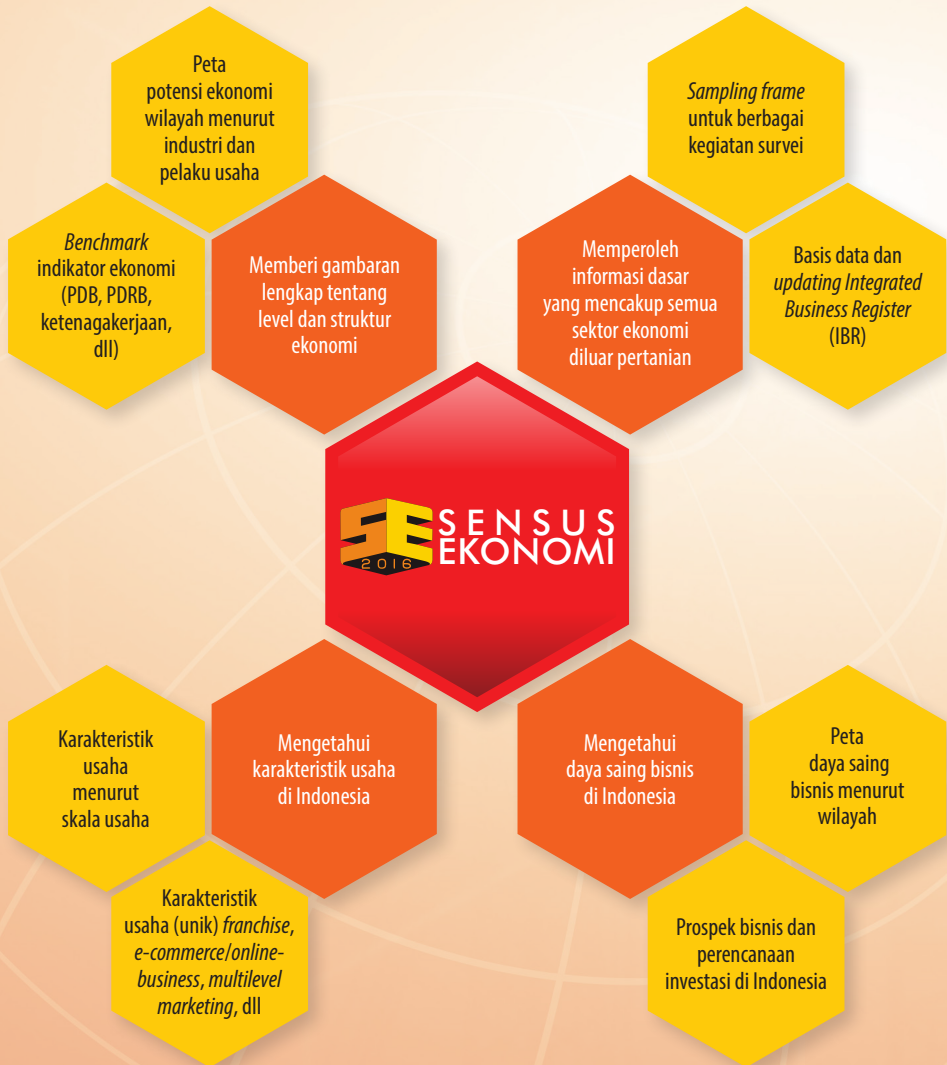 Peta
potensi ekonomi
wilayah menurut
industri dan
pelaku usaha
Benchmark
indikator ekonomi
(PDB, PDRB,
ketenagakerjaan,
dll)
Memberi gambaran
lengkap tentang
level dan struktur
ekonomi
Sampling frame
untuk berbagai
kegiatan survei
Memperoleh
informasi dasar
yang mencakup semua
sektor ekonomi
diluar pertanian
Basis data dan
updating Integrated
Business Register
(IBR)
SE
2016
SENSUS
EKONOMI
Karakteristik
usaha
menurut
skala usaha
Mengetahui
karakteristik usaha
di Indonesia
Karakteristik
usaha (unik) franchise,
e-commerce/online-
business, multilevel
marketing, dll
Mengetahui
daya saing bisnis
di Indonesia
Peta
daya saing
bisnis menurut
wilayah
Prospek bisnis dan
perencanaan
investasi di Indonesia